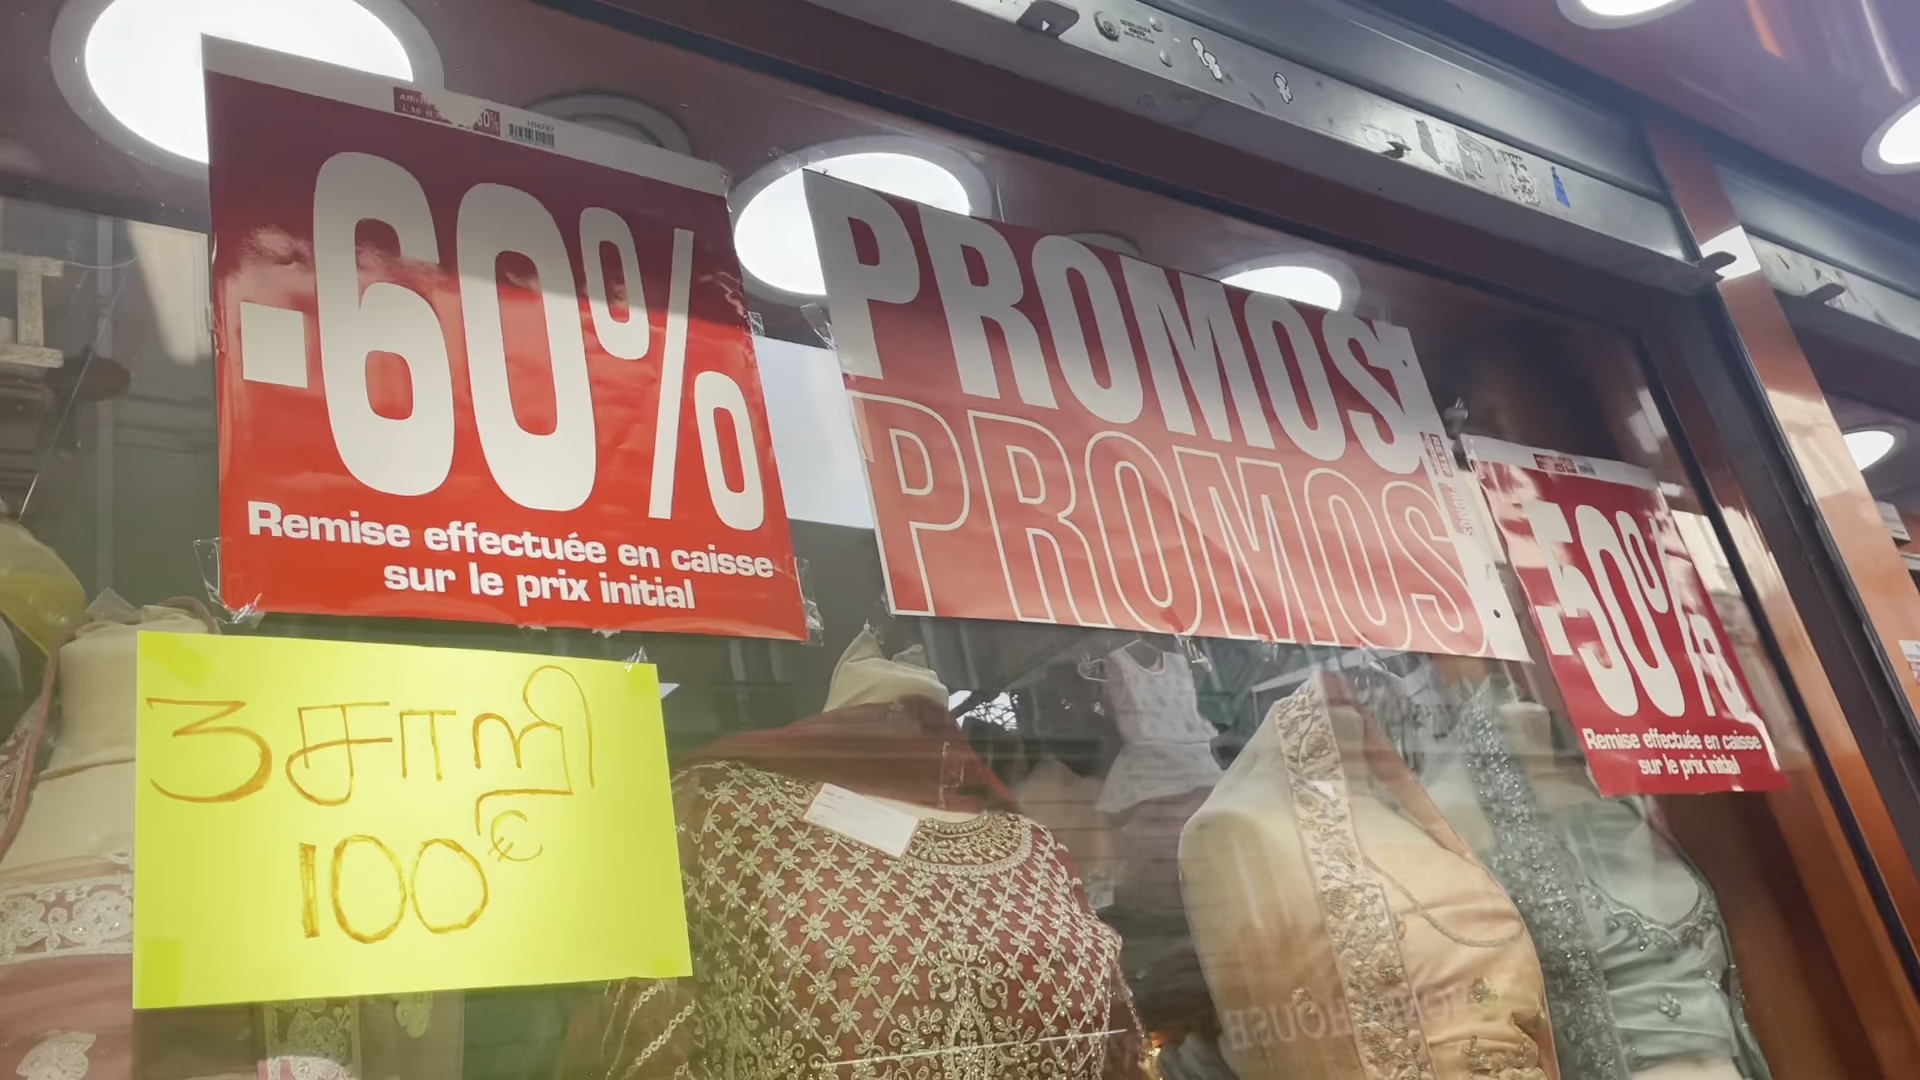 -60%
Remise effectuée en caisse
sur le prix initial
PROMOS
PROMOS
-50%
Remise effectuée en caisse
sur le prix initial
3 சாறி
100€